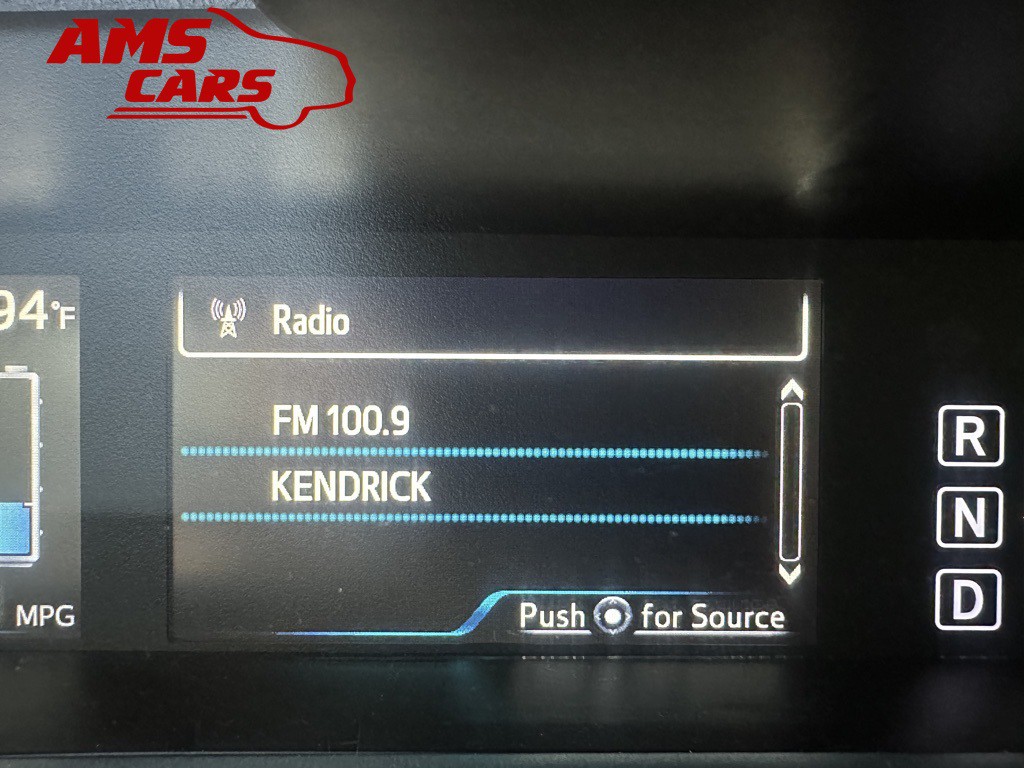 AMS
CARS
94°F
Radio
FM 100.9
KENDRICK
R
N
D
MPG
Push for Source